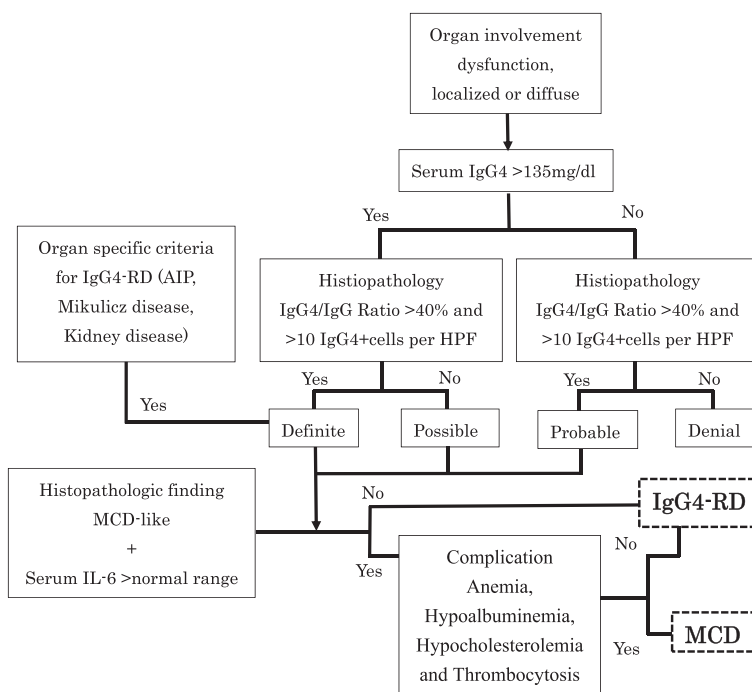 Organ involvement
dysfunction,
localized or diffuse
Serum IgG4 >135mg/dl
Yes
No
Organ specific criteria
for IgG4-RD (AIP,
Mikulicz disease,
Kidney disease)
Histiopathology
IgG4/IgG Ratio >40% and
>10 IgG4+cells per HPF
Histiopathology
IgG4/IgG Ratio >40% and
>10 IgG4+cells per HPF
Yes
Yes
No
Yes
No
Definite
Possible
Probable
Denial
Histopathologic finding
MCD-like
+
Serum IL-6 >normal range
No
Yes
IgG4-RD
Complication
Anemia,
Hypoalbuminemia,
Hypocholesterolemia
and Thrombocytosis
No
Yes
MCD